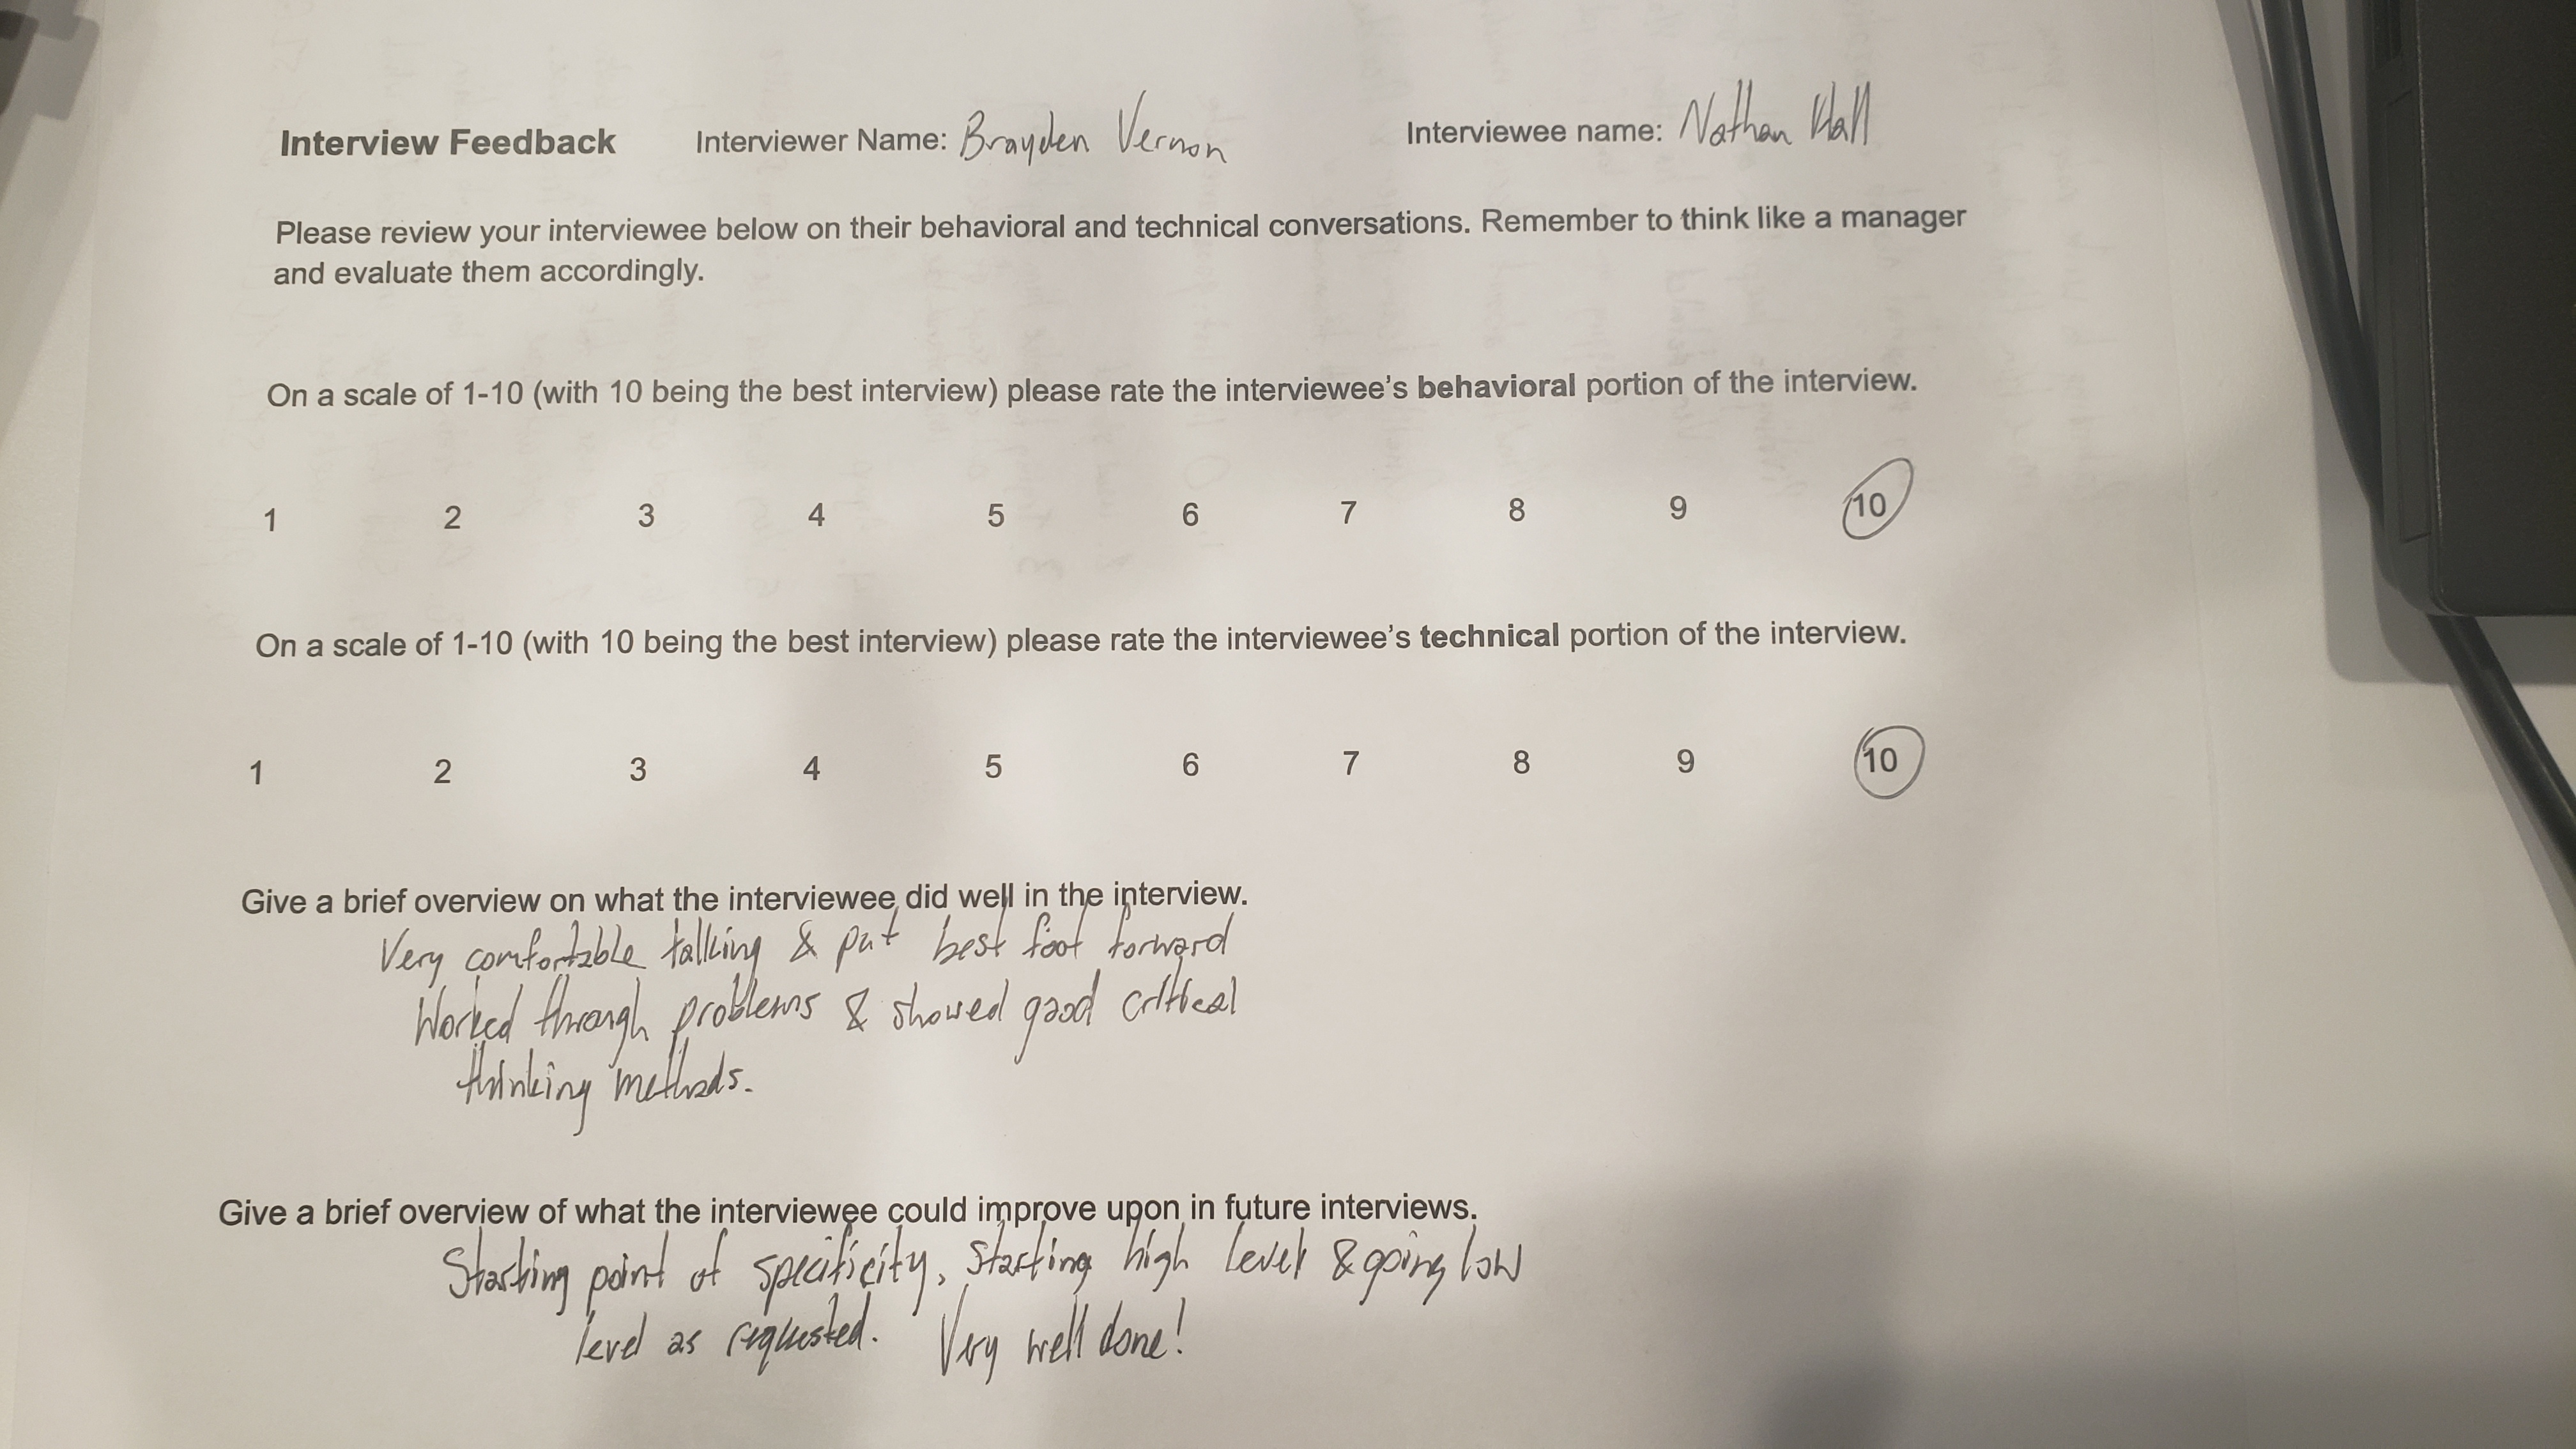 Interview Feedback Interviewer Name: Brayden Vernon Interviewee name: Nathan Hall
Please review your interviewee below on their behavioral and technical conversations. Remember to think like a manager
and evaluate them accordingly.
On a scale of 1-10 (with 10 being the best interview) please rate the interviewee's behavioral portion of the interview.
1 2 3 4 5 6 7 8 9 10
On a scale of 1-10 (with 10 being the best interview) please rate the interviewee's technical portion of the interview.
1 2 3 4 5 6 7 8 9 10
Give a brief overview on what the interviewee did well in the interview.
Very comfortable talking & put best foot forward
Worked through problems & showed good critical
thinking methods.
Give a brief overview of what the interviewee could improve upon in future interviews.
Starting point of specificity, starting high level & going low
level as requested. Very well done!